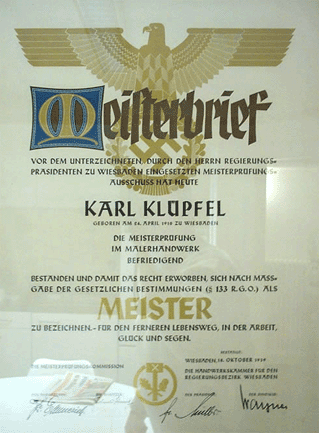 Meisterbrief
VOR DEM UNTERZEICHNETEN, DURCH DEN HERRN REGIERUNGS-
PRÄSIDENTEN ZU WIESBADEN EINGESETZTEN MEISTERPRÜFUNGS-
AUSSCHUSS HAT HEUTE
KARL KLÜPFEL
GEBOREN AM 26. APRIL 1910 ZU WIESBADEN
DIE MEISTERPRÜFUNG
IM MALERHANDWERK
BEFRIEDIGEND
BESTANDEN UND DAMIT DAS RECHT ERWORBEN, SICH NACH MASS-
GABE DER GESETZLICHEN BESTIMMUNGEN (§ 133 R.G.O.) ALS
MEISTER
ZU BEZEICHNEN.- FÜR DEN FERNEREN LEBENSWEG, IN DER ARBEIT,
GLÜCK UND SEGEN.
WIESBADEN, 18. OKTOBER 1939
DIE MEISTERPRÜFUNGSKOMMISSION
DIE HANDWERKSKAMMER FÜR DEN
REGIERUNGSBEZIRK WIESBADEN